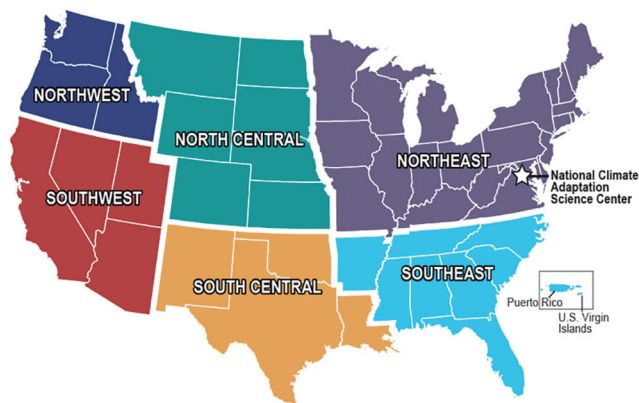 NORTHWEST
NORTH CENTRAL
NORTHEAST
National Climate
Adaptation
Science Center
SOUTHWEST
SOUTH CENTRAL
SOUTHEAST
Puerto Rico
U.S. Virgin
Islands